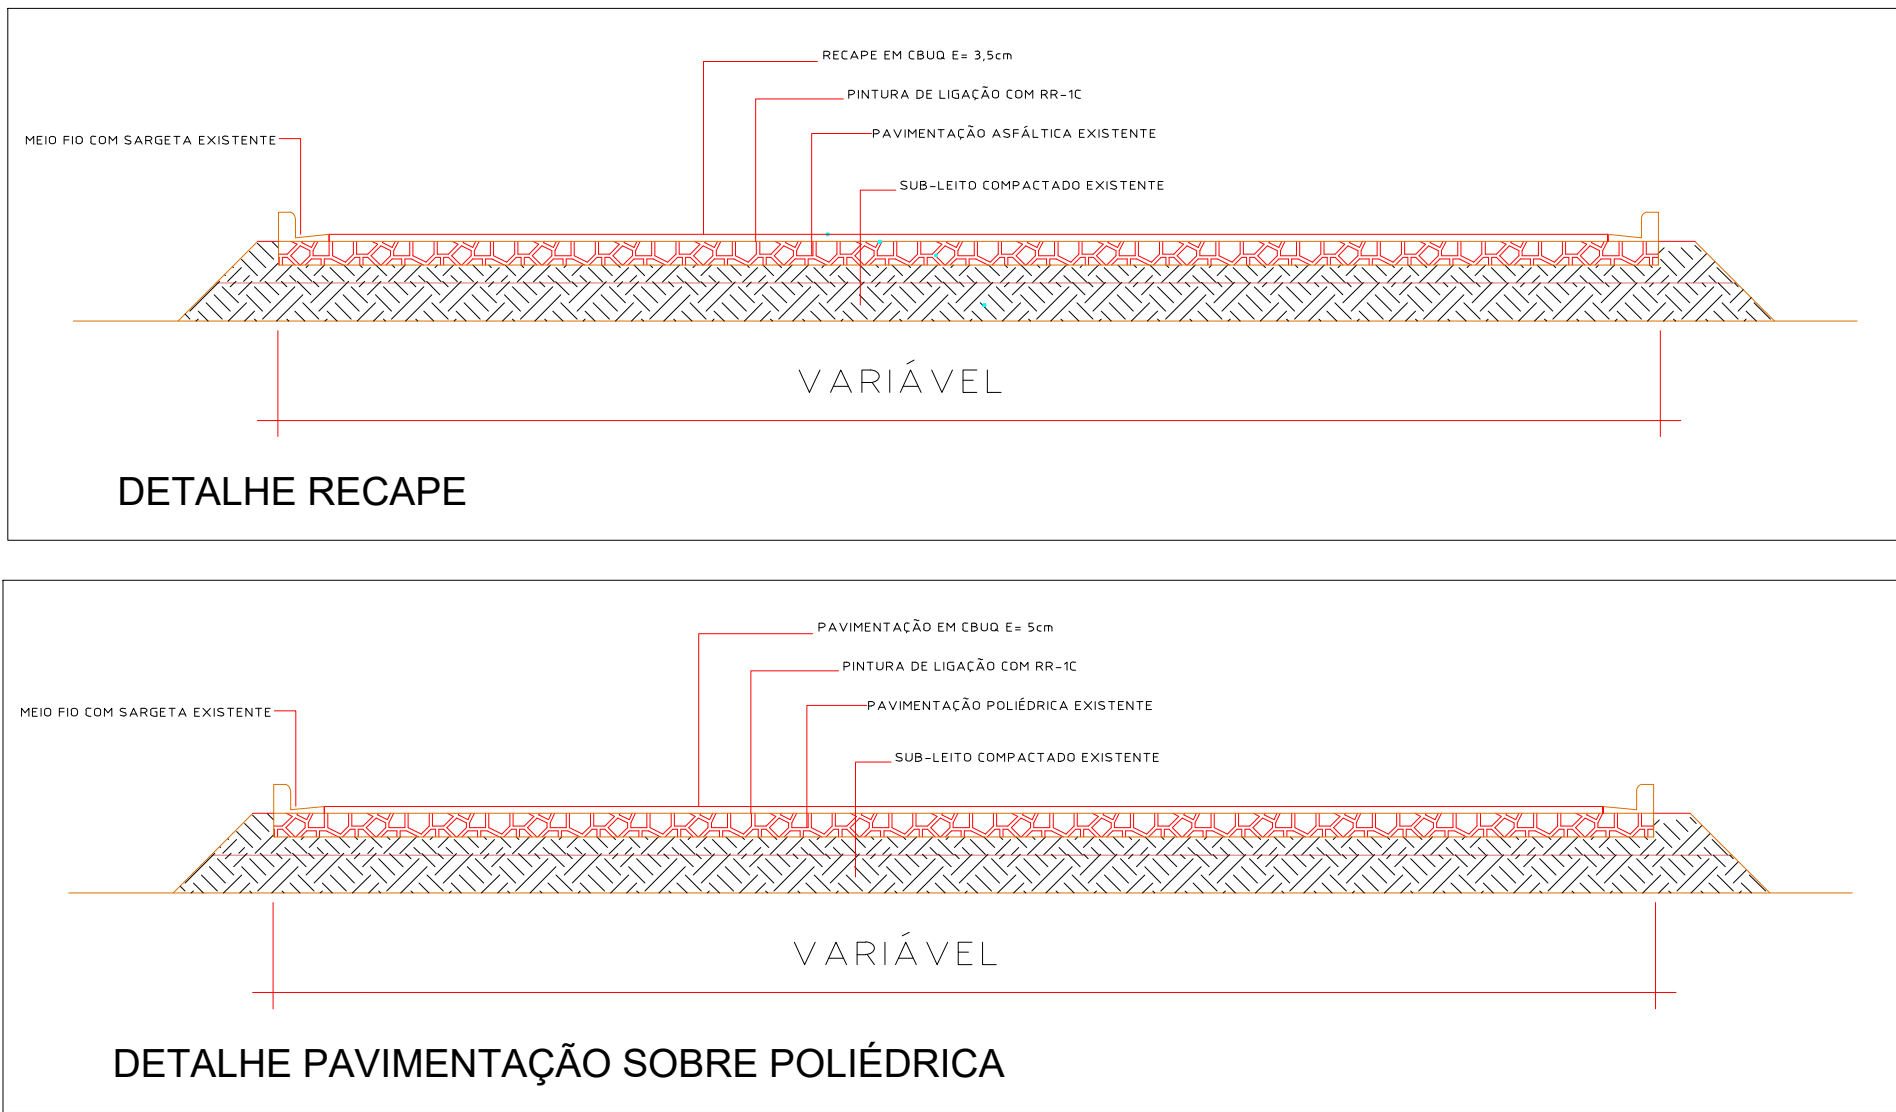 RECAPE EM CBUQ E= 3,5cm
PINTURA DE LIGAÇÃO COM RR-1C
PAVIMENTAÇÃO ASFÁLTICA EXISTENTE
MEIO FIO COM SARGETA EXISTENTE
SUB-LEITO COMPACTADO EXISTENTE
VARIÁVEL
DETALHE RECAPE
PAVIMENTAÇÃO EM CBUQ E= 5cm
PINTURA DE LIGAÇÃO COM RR-1C
PAVIMENTAÇÃO POLIÉDRICA EXISTENTE
MEIO FIO COM SARGETA EXISTENTE
SUB-LEITO COMPACTADO EXISTENTE
VARIÁVEL
DETALHE PAVIMENTAÇÃO SOBRE POLIÉDRICA